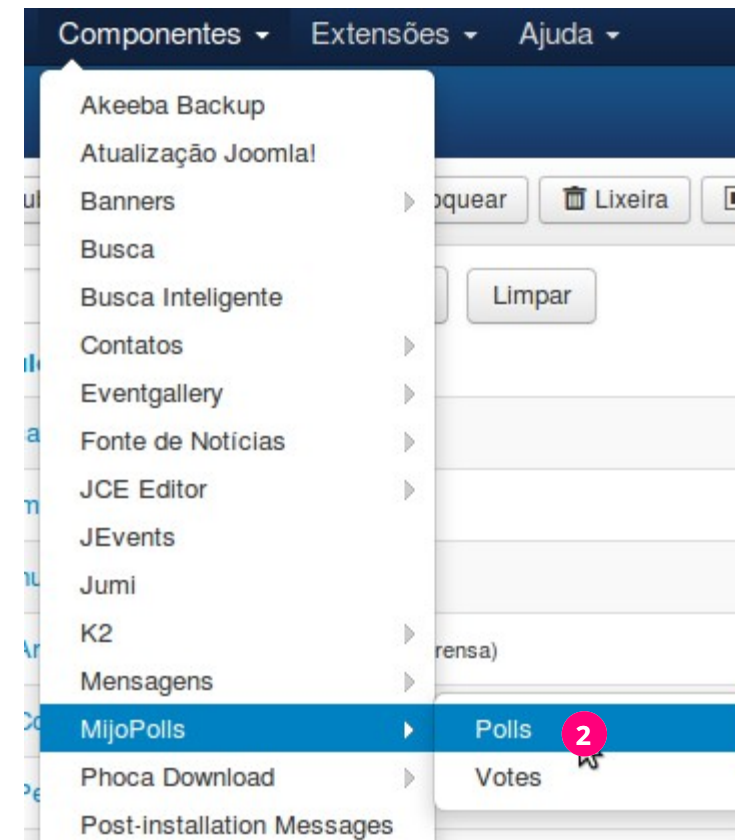 Componentes Extensões Ajuda
Akeeba Backup
Atualização Joomla!
Banners
Lixeira
Busca
Busca Inteligente
Limpar
Contatos
Eventgallery
Fonte de Notícias
JCE Editor
JEvents
Jumi
K2
Mensagens
MijoPolls
Polls 2
Phoca Download
Votes
Post-installation Messages